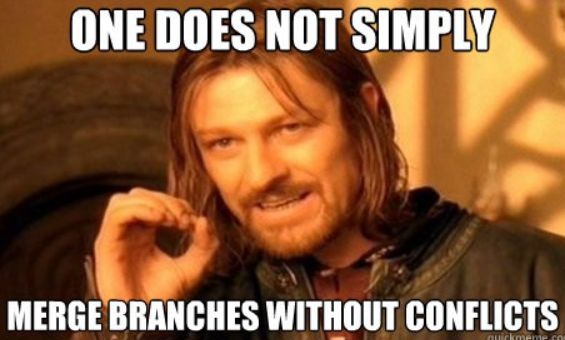 ONE DOES NOT SIMPLY
MERGE BRANCHES WITHOUT CONFLICTS